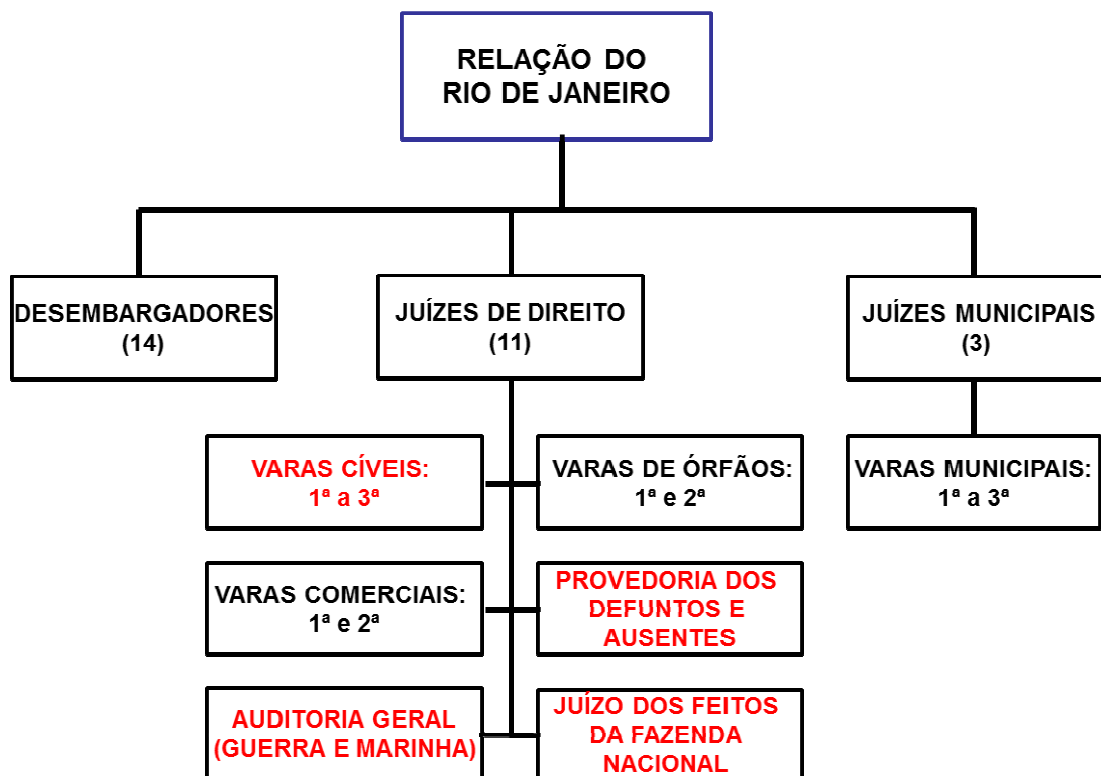 RELAÇÃO DO
RIO DE JANEIRO
DESEMBARGADORES
(14)
JUÍZES DE DIREITO
(11)
JUÍZES MUNICIPAIS
(3)
VARAS CÍVEIS:
1ª a 3ª
VARAS DE ÓRFÃOS:
1ª e 2ª
VARAS MUNICIPAIS:
1ª a 3ª
VARAS COMERCIAIS:
1ª e 2ª
PROVEDORIA DOS
DEFUNTOS E
AUSENTES
AUDITORIA GERAL
(GUERRA E MARINHA)
JUÍZO DOS FEITOS
DA FAZENDA
NACIONAL